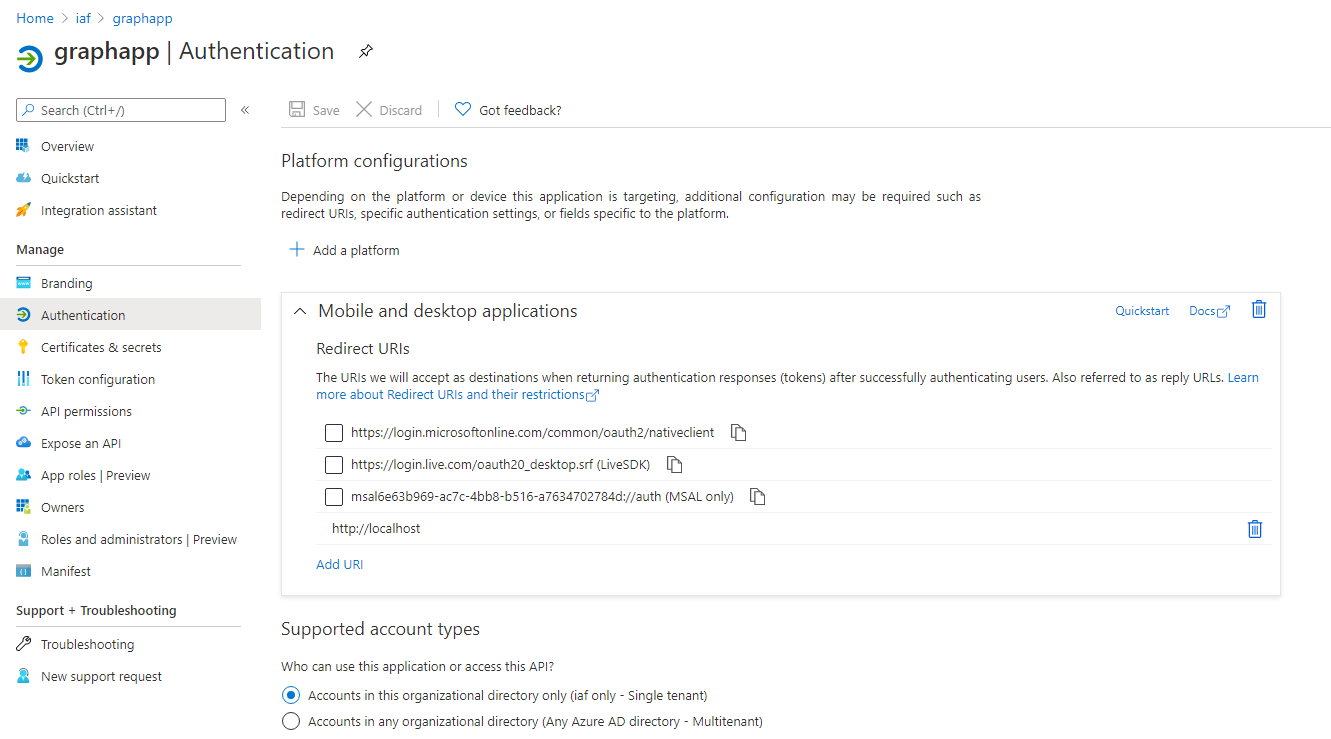 Home > iaf > graphapp
graphapp | Authentication
Search (Ctrl+/)
«
Overview
Quickstart
Integration assistant
Manage
Branding
Authentication
Certificates & secrets
Token configuration
API permissions
Expose an API
App roles | Preview
Owners
Roles and administrators | Preview
Manifest
Support + Troubleshooting
Troubleshooting
New support request
Save Discard Got feedback?
Platform configurations
Depending on the platform or device this application is targeting, additional configuration may be required such as
redirect URIs, specific authentication settings, or fields specific to the platform.
Add a platform
Mobile and desktop applications Quickstart Docs
Redirect URIs
The URIs we will accept as destinations when returning authentication responses (tokens) after successfully authenticating users. Also referred to as reply URLs. Learn
more about Redirect URIs and their restrictions
https://login.microsoftonline.com/common/oauth2/nativeclient
https://login.live.com/oauth20_desktop.srf (LiveSDK)
msal6e63b969-ac7c-4bb8-b516-a7634702784d://auth (MSAL only)
http://localhost
Add URI
Supported account types
Who can use this application or access this API?
Accounts in this organizational directory only (iaf only - Single tenant)
Accounts in any organizational directory (Any Azure AD directory - Multitenant)